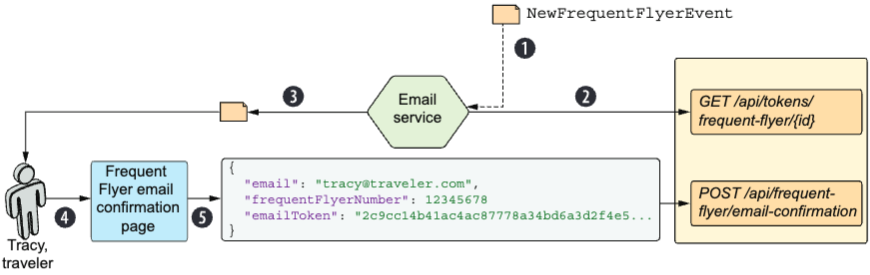 NewFrequentFlyerEvent
1
3
2
Email
service
GET /api/tokens/
frequent-flyer/{id}
Frequent
Flyer email
confirmation
page
{
"email": "tracy@traveler.com",
"frequentFlyerNumber": 12345678
"emailToken": "2c9cc14b41ac4ac87778a34bd6a3d2f4e5...
}
POST /api/frequent-
flyer/email-confirmation
4
5
Tracy,
traveler